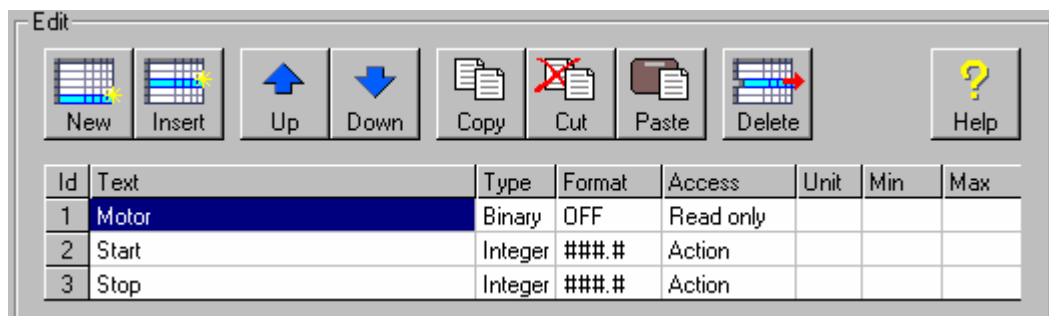 Edit
New Insert Up Down Copy Cut Paste Delete Help
Id Text Type Format Access Unit Min Max
1 Motor Binary OFF Read only
2 Start Integer ###.# Action
3 Stop Integer ###.# Action